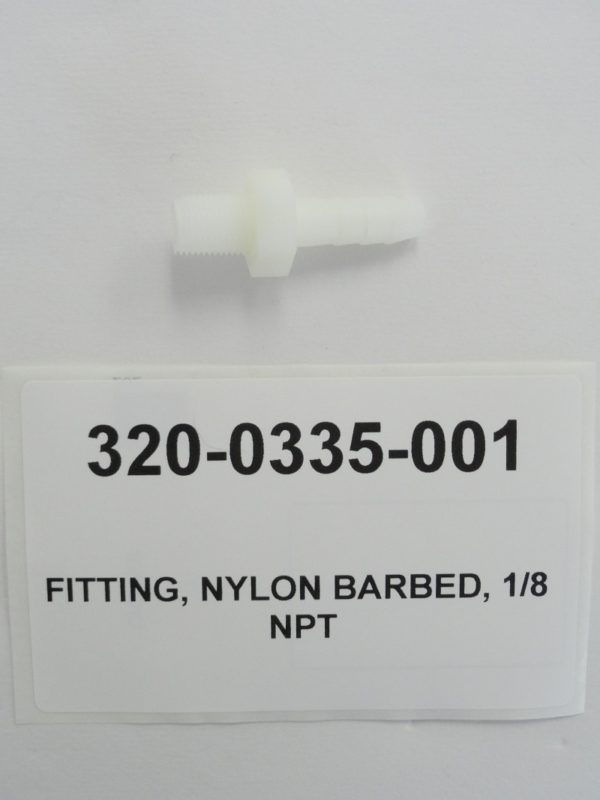 320-0335-001
FITTING, NYLON BARBED, 1/8
NPT